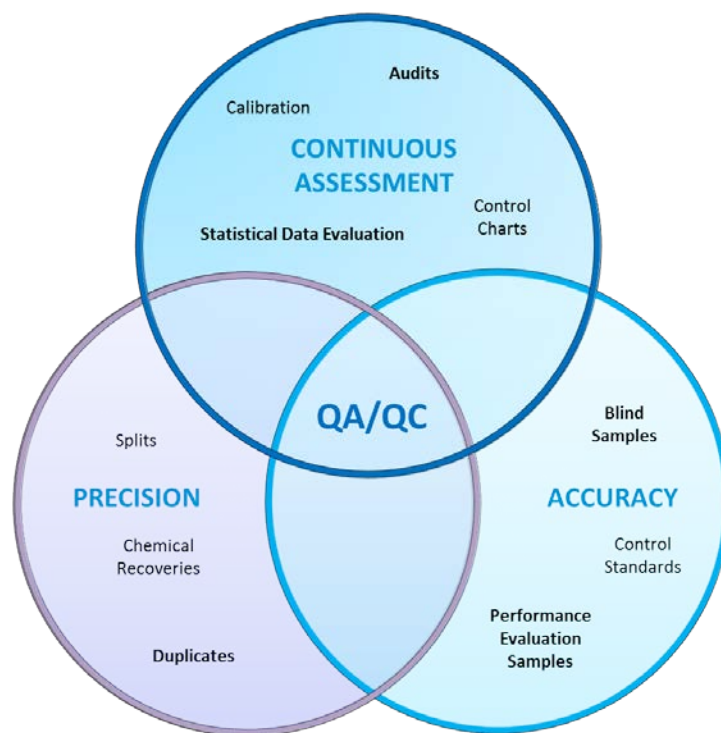 Audits
Calibration
CONTINUOUS
ASSESSMENT
Control
Charts
Statistical Data Evaluation
QA/QC
Splits
PRECISION
Chemical
Recoveries
Duplicates
Blind
Samples
ACCURACY
Control
Standards
Performance
Evaluation
Samples